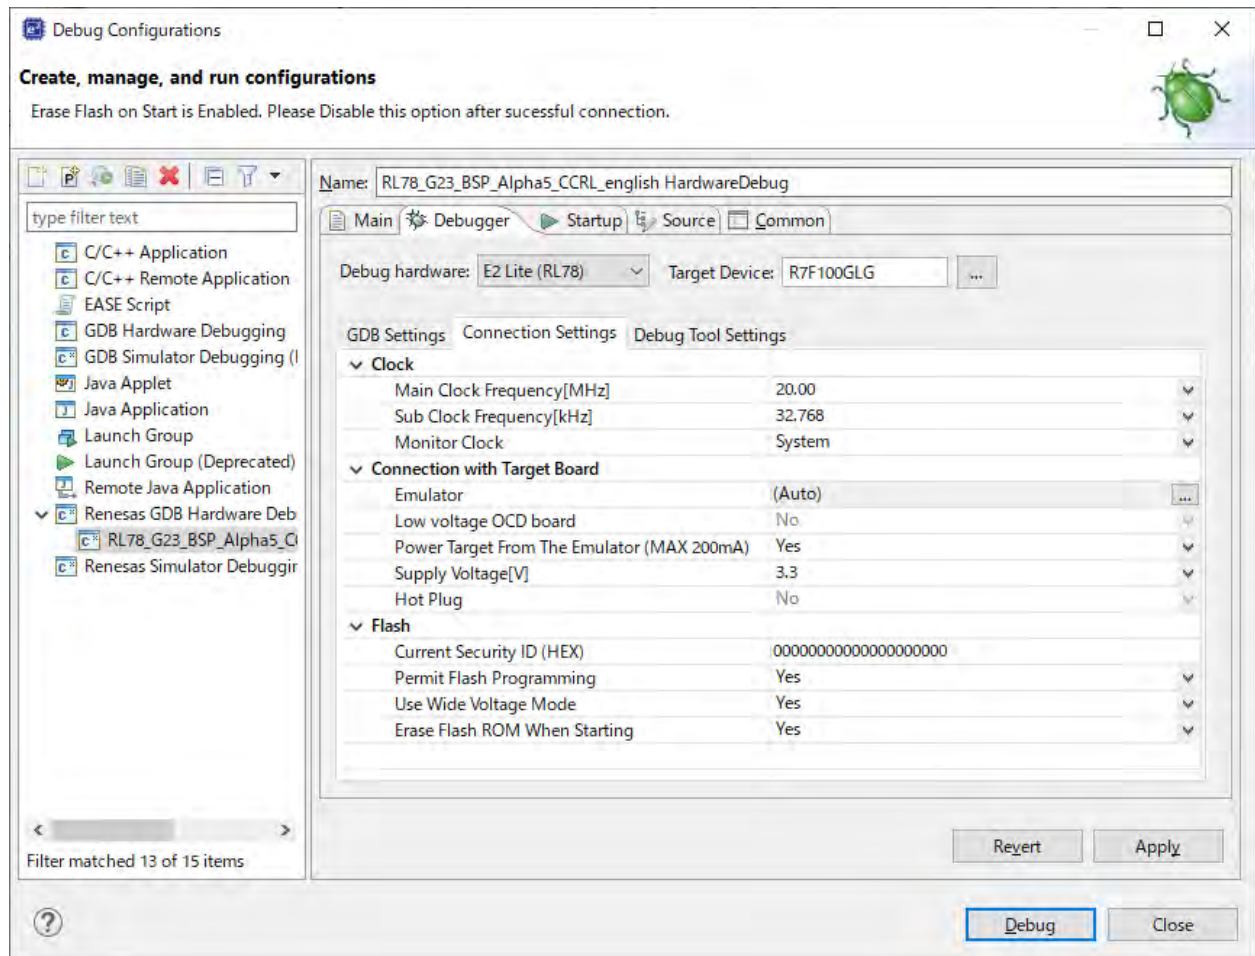 Debug Configurations
Create, manage, and run configurations
Erase Flash on Start is Enabled. Please Disable this option after sucessful connection.
type filter text
C/C++ Application
C/C++ Remote Application
EASE Script
GDB Hardware Debugging
GDB Simulator Debugging (
Java Applet
Java Application
Launch Group
Launch Group (Deprecated)
Remote Java Application
Renesas GDB Hardware Deb
RL78_G23_BSP_Alpha5_C
Renesas Simulator Debuggin
Filter matched 13 of 15 items
Name: RL78_G23_BSP_Alpha5_CCRL_english HardwareDebug
Main Debugger Startup Source Common
Debug hardware: E2 Lite (RL78) Target Device: R7F100GLG ...
GDB Settings Connection Settings Debug Tool Settings
Clock
Main Clock Frequency[MHz] 20.00
Sub Clock Frequency[kHz] 32.768
Monitor Clock System
Connection with Target Board
Emulator (Auto) ...
Low voltage OCD board No
Power Target From The Emulator (MAX 200mA) Yes
Supply Voltage[V] 3.3
Hot Plug No
Flash
Current Security ID (HEX) 00000000000000000000
Permit Flash Programming Yes
Use Wide Voltage Mode Yes
Erase Flash ROM When Starting Yes
Revert Apply
Debug Close